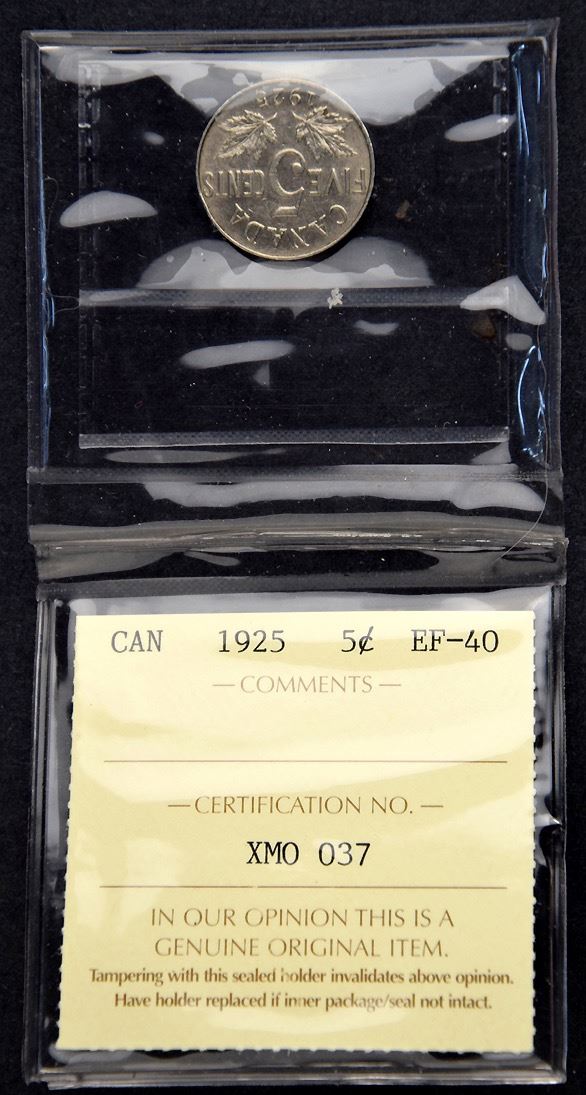 CANADA
FIVE 5 CENTS
1925
CAN 1925 5¢ EF-40
— COMMENTS —
— CERTIFICATION NO. —
XMO 037
IN OUR OPINION THIS IS A
GENUINE ORIGINAL ITEM.
Tampering with this sealed holder invalidates above opinion.
Have holder replaced if inner package/seal not intact.